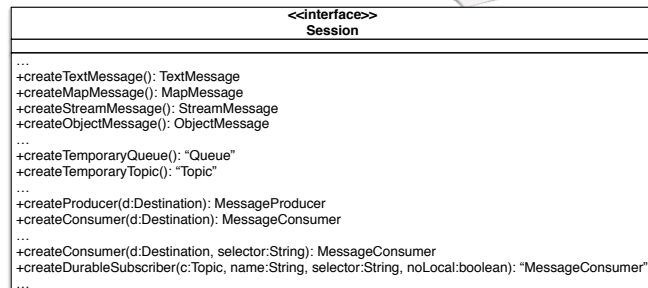 <<interface>>
Session
…
+createTextMessage(): TextMessage
+createMapMessage(): MapMessage
+createStreamMessage(): StreamMessage
+createObjectMessage(): ObjectMessage
…
+createTemporaryQueue(): “Queue”
+createTemporaryTopic(): “Topic”
…
+createProducer(d:Destination): MessageProducer
+createConsumer(d:Destination): MessageConsumer
…
+createConsumer(d:Destination, selector:String): MessageConsumer
+createDurableSubscriber(c:Topic, name:String, selector:String, noLocal:boolean): “MessageConsumer”
…